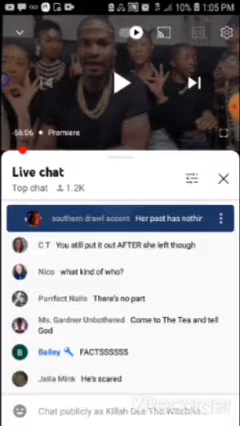 10% 1:05 PM
-56:06 • Premiere
Live chat
Top chat 1.2K
southern drawl accent Her past has nothir
C T You still put it out AFTER she left though
Nico what kind of who?
Purrfect Nails There's no part
Ms. Gardner Unbothered Come to The Tea and tell
God
B Bailey FACTSSSSSS
Jalla Mink He's scared
Chat publicly as Killah Bea The Witchiest